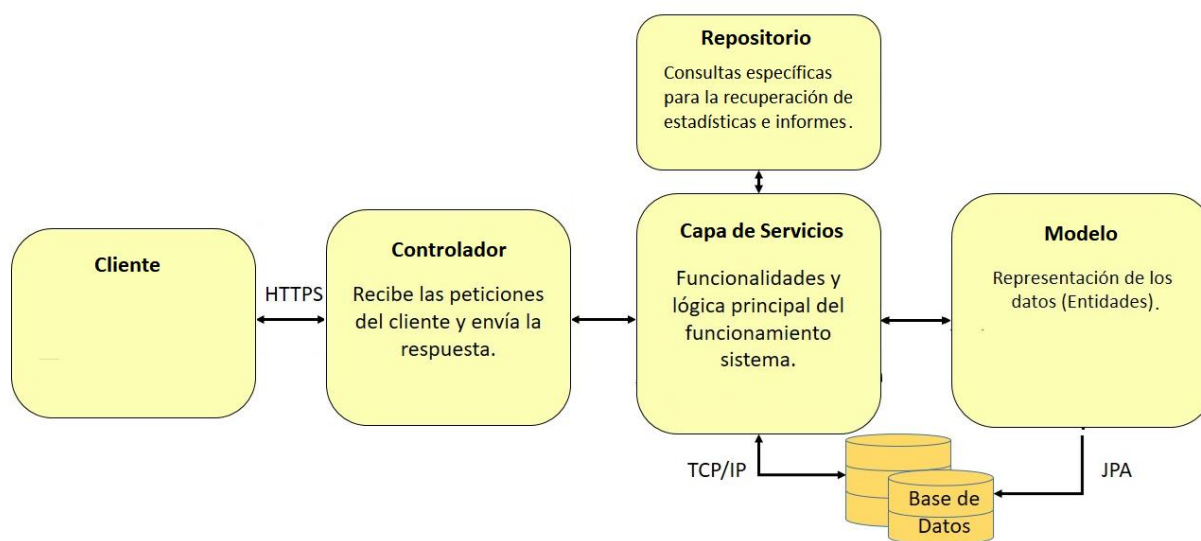 Repositorio
Consultas específicas
para la recuperación de
estadísticas e informes.
Cliente
HTTPS
Controlador
Recibe las peticiones
del cliente y envía la
respuesta.
Capa de Servicios
Funcionalidades y
lógica principal del
funcionamiento
sistema.
Modelo
Representación de los
datos (Entidades).
TCP/IP
Base de
Datos
JPA